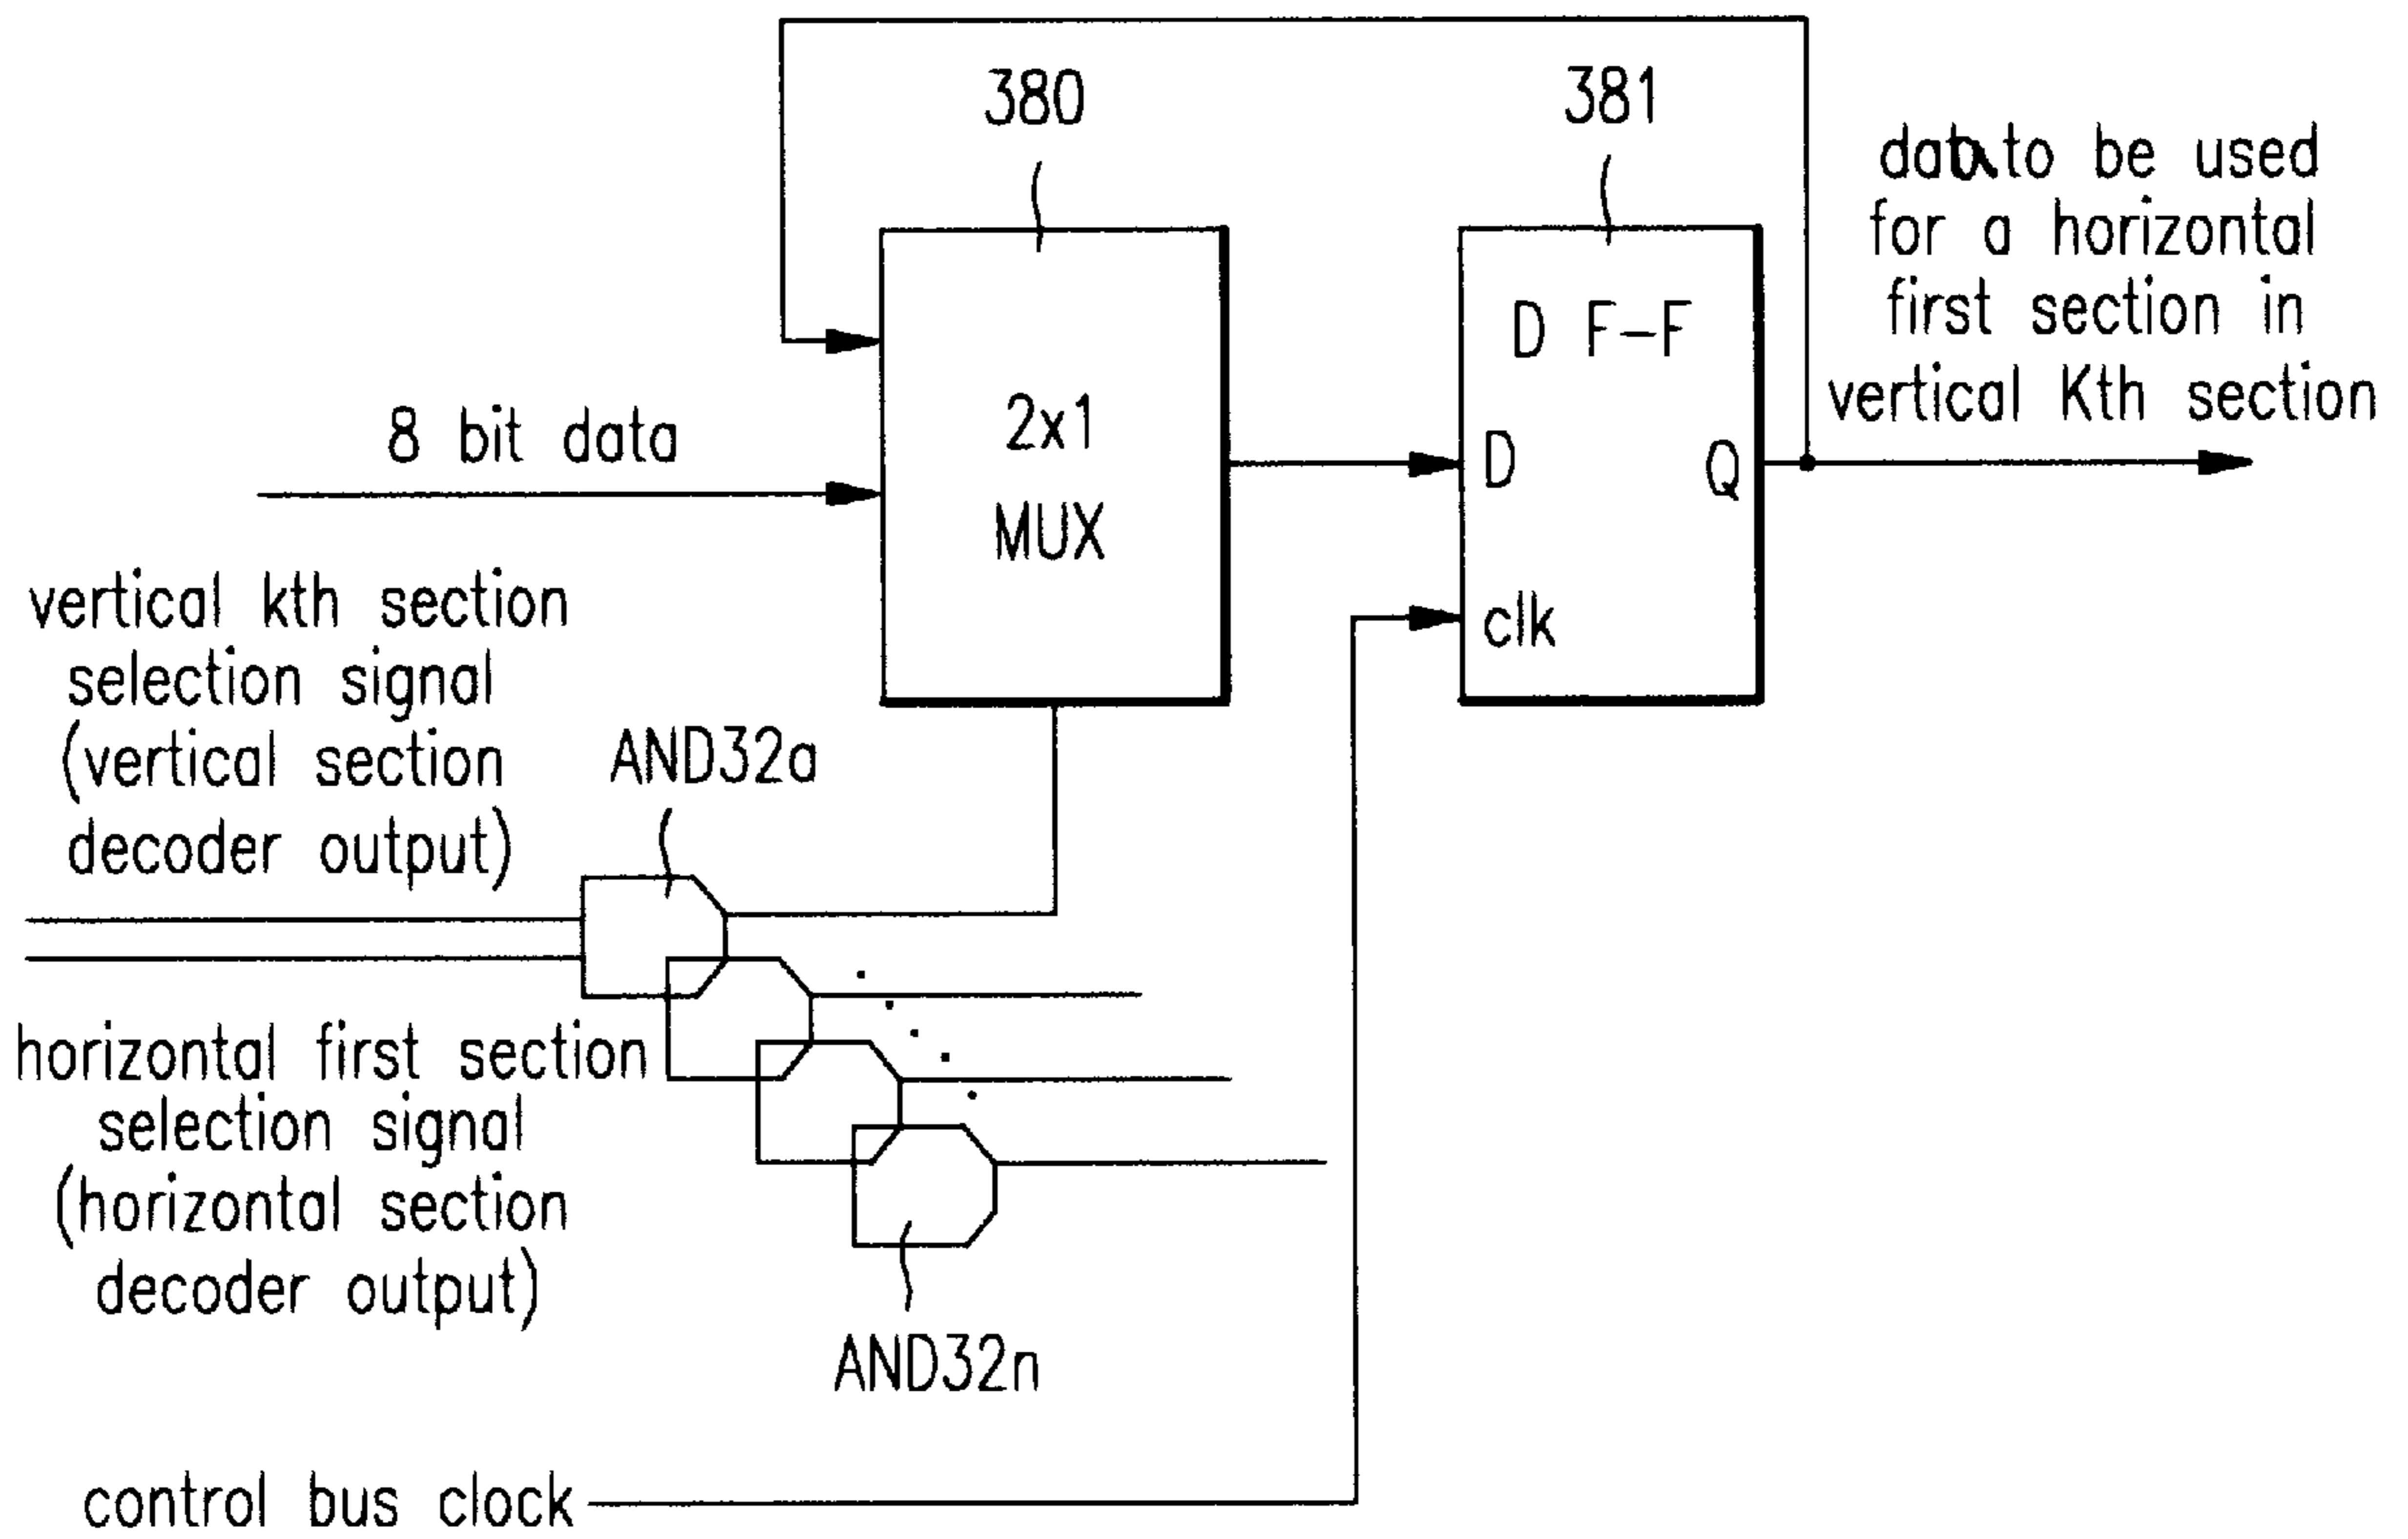 380
381
data to be used
for a horizontal
first section in
vertical Kth section
D F-F
2x1
MUX
8 bit data
D
Q
clk
vertical kth section
selection signal
(vertical section
decoder output)
AND32a
horizontal first section
selection signal
(horizontal section
decoder output)
AND32n
control bus clock